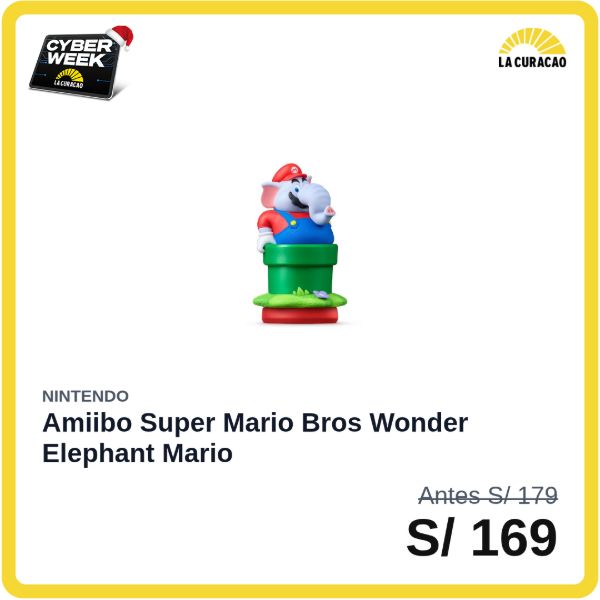 CYBER
WEEK
LA CURACAO
LA CURACAO
NINTENDO
Amiibo Super Mario Bros Wonder
Elephant Mario
Antes S/ 179
S/ 169